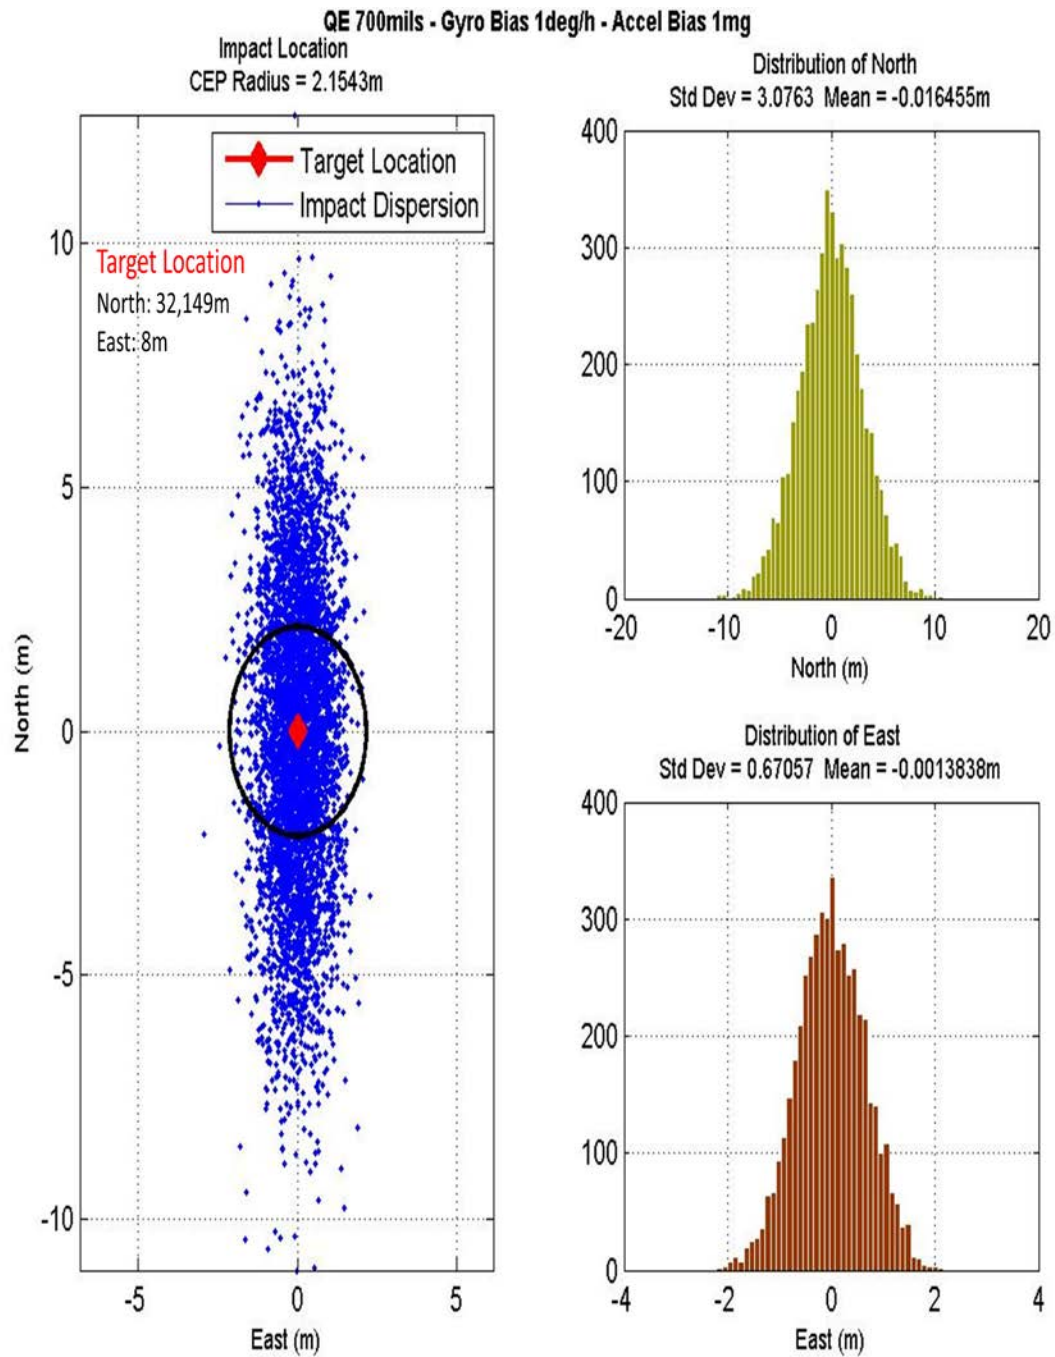 QE 700mils - Gyro Bias 1deg/h - Accel Bias 1mg
Impact Location
CEP Radius = 2.1543m
Target Location
Impact Dispersion
Target Location
North: 32,149m
East: 8m
10
5
0
-5
-10
North (m)
-5
0
5
East (m)
Distribution of North
Std Dev = 3.0763 Mean = -0.016455m
400
300
200
100
0
-20
-10
0
10
20
North (m)
Distribution of East
Std Dev = 0.67057 Mean = -0.0013838m
400
300
200
100
0
-4
-2
0
2
4
East (m)